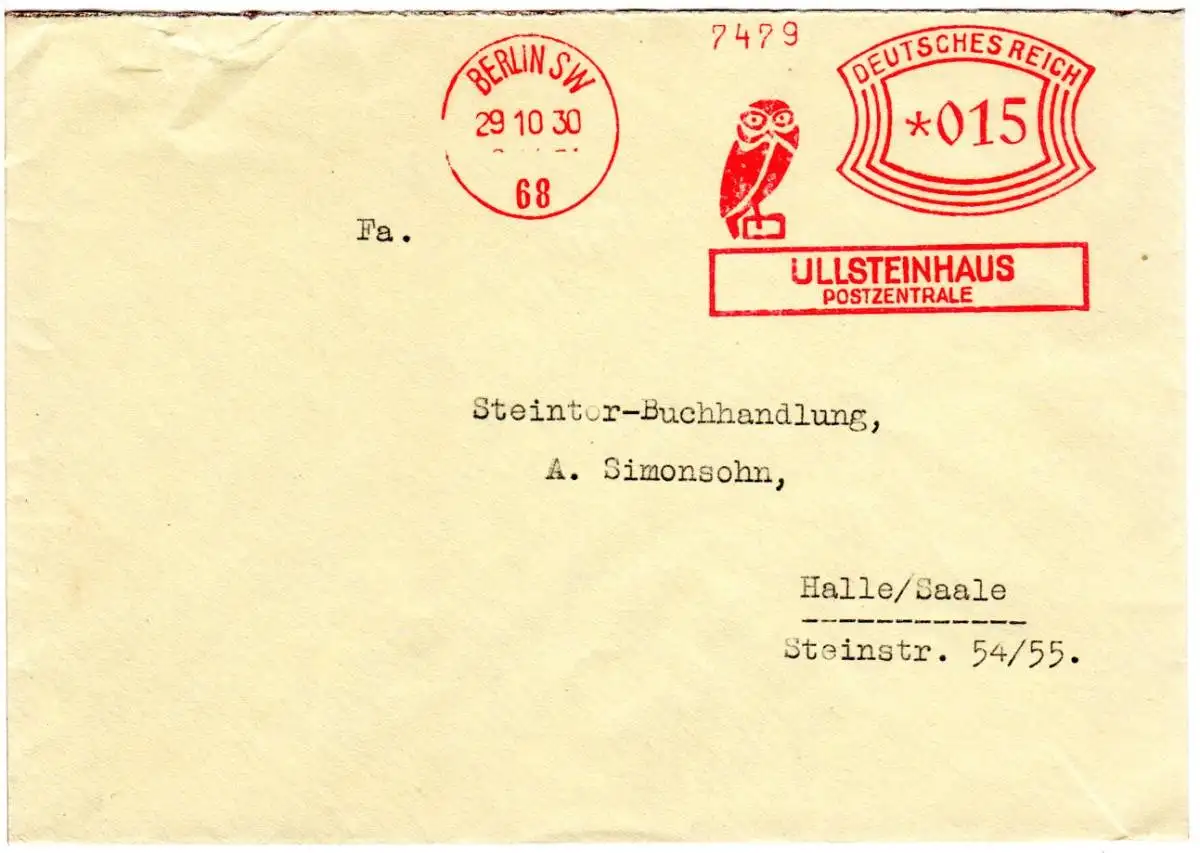 7479
BERLIN SW
29 10 30
68
DEUTSCHES REICH
*015
ULLSTEINHAUS
POSTZENTRALE
Fa.
Steintor-Buchhandlung,
A. Simonsohn,
Halle/Saale
Steinstr. 54/55.